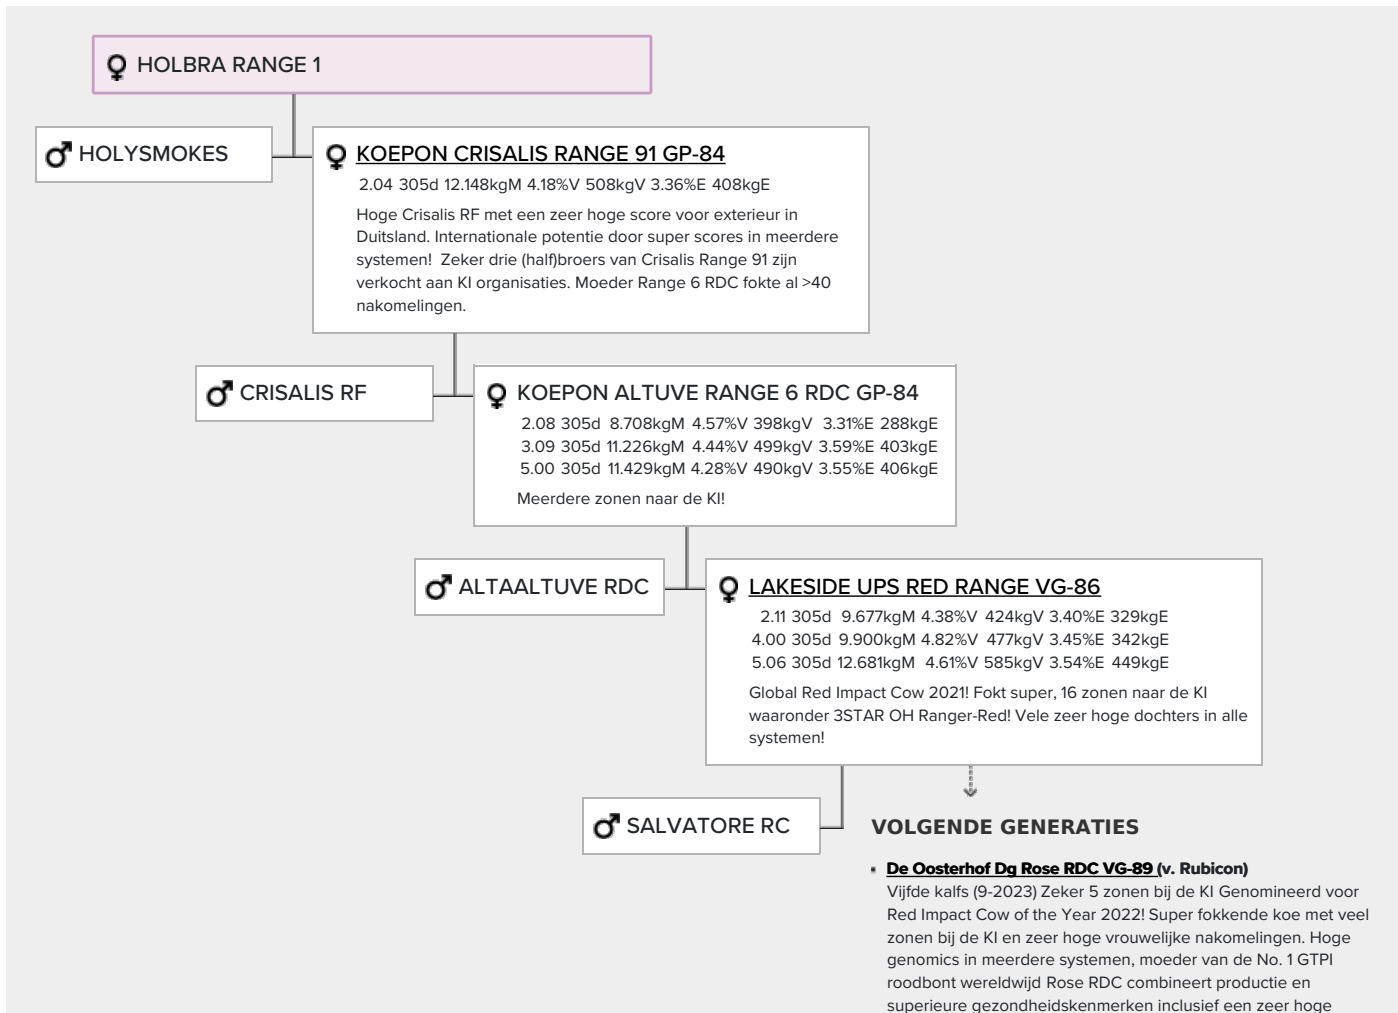 HOLBRA RANGE 1
HOLYSMOKES
KOEPON CRISALIS RANGE 91 GP-84
2.04 305d 12.148kgM 4.18%V 508kgV 3.36%E 408kgE
Hoge Crisalis RF met een zeer hoge score voor exterieur in
Duitsland. Internationale potentie door super scores in meerdere
systemen! Zeker drie (half)broers van Crisalis Range 91 zijn
verkocht aan KI organisaties. Moeder Range 6 RDC fokte al >40
nakomelingen.
CRISALIS RF
KOEPON ALTUVE RANGE 6 RDC GP-84
2.08 305d 8.708kgM 4.57%V 398kgV 3.31%E 288kgE
3.09 305d 11.226kgM 4.44%V 499kgV 3.59%E 403kgE
5.00 305d 11.429kgM 4.28%V 490kgV 3.55%E 406kgE
Meerdere zonen naar de KI!
ALTAALTUVE RDC
LAKESIDE UPS RED RANGE VG-86
2.11 305d 9.677kgM 4.38%V 424kgV 3.40%E 329kgE
4.00 305d 9.900kgM 4.82%V 477kgV 3.45%E 342kgE
5.06 305d 12.681kgM 4.61%V 585kgV 3.54%E 449kgE
Global Red Impact Cow 2021! Fokt super, 16 zonen naar de KI
waaronder 3STAR OH Ranger-Red! Vele zeer hoge dochters in alle
systemen!
SALVATORE RC
VOLGENDE GENERATIES
▪ De Oosterhof Dg Rose RDC VG-89 (v. Rubicon)
Vijfde kalfs (9-2023) Zeker 5 zonen bij de KI Genomineerd voor
Red Impact Cow of the Year 2022! Super fokkende koe met veel
zonen bij de KI en zeer hoge vrouwelijke nakomelingen. Hoge
genomics in meerdere systemen, moeder van de No. 1 GTPI
roodbont wereldwijd Rose RDC combineert productie en
superieure gezondheidskenmerken inclusief een zeer hoge